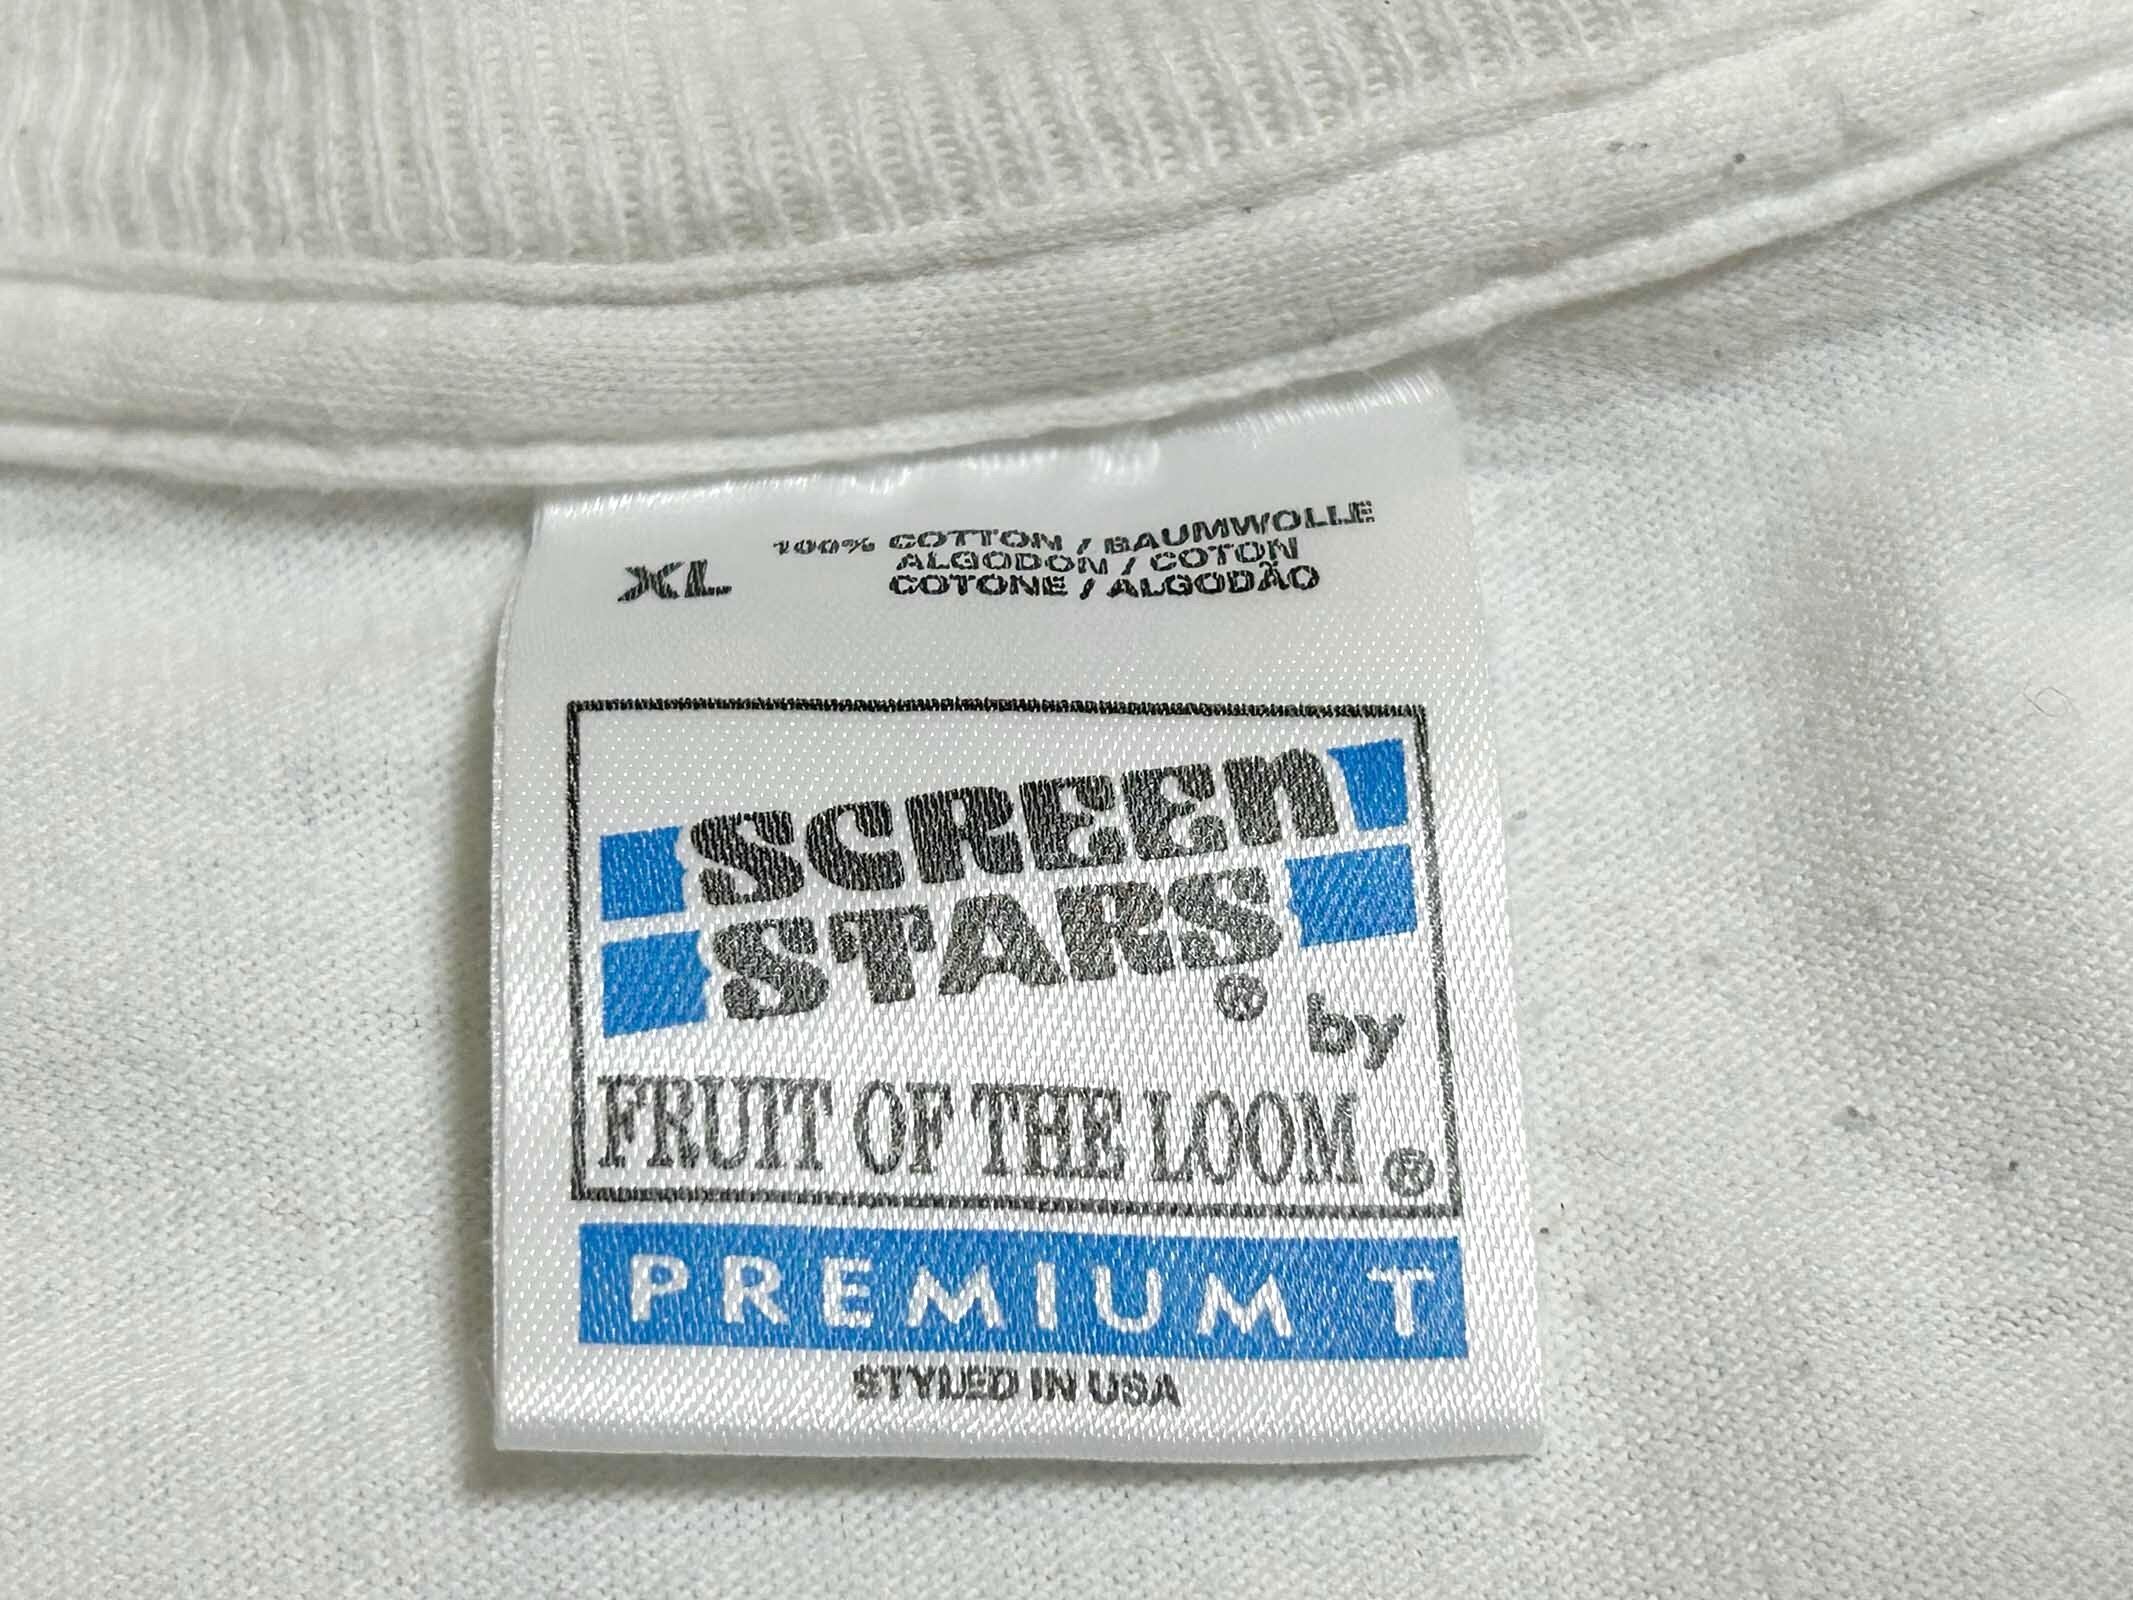 XL
100% COTTON / BAUMWOLLE
ALGODON / COTON
COTONE / ALGODÃO
SCREEN
STARS® by
FRUIT OF THE LOOM®
PREMIUM T
STYLED IN USA